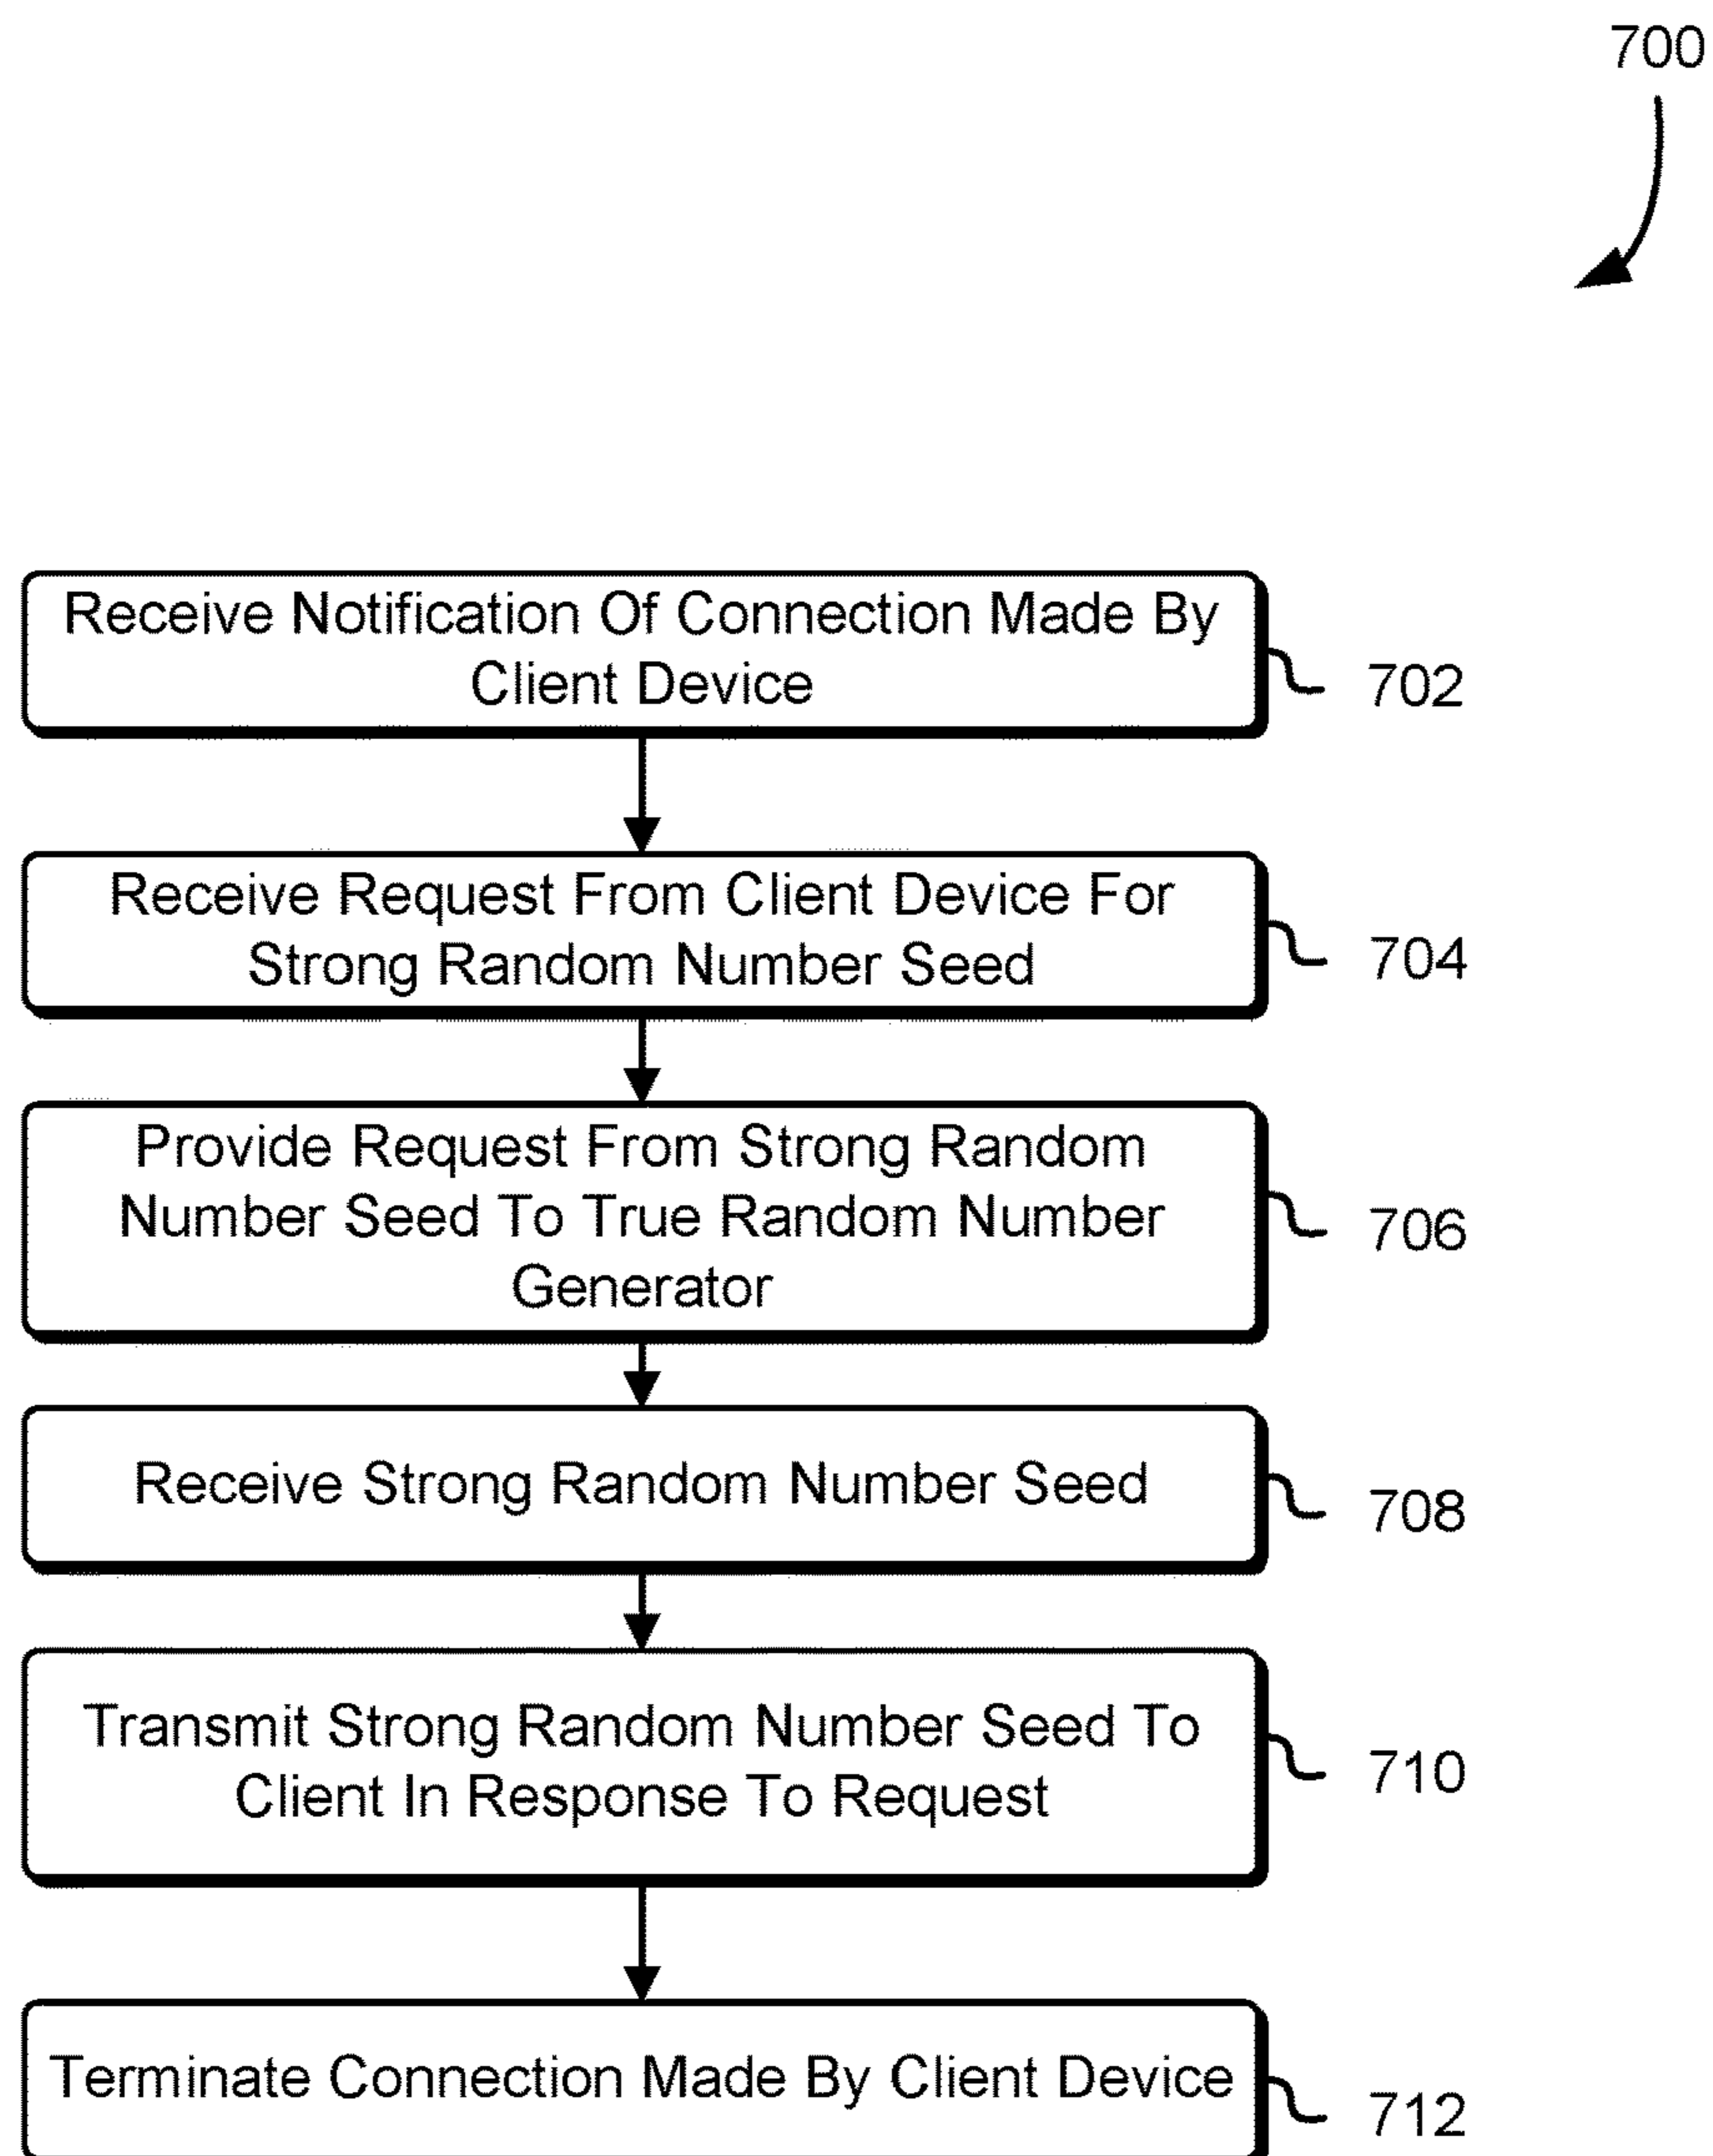 700
Receive Notification Of Connection Made By
Client Device
702
Receive Request From Client Device For
Strong Random Number Seed
704
Provide Request From Strong Random
Number Seed To True Random Number
Generator
706
Receive Strong Random Number Seed
708
Transmit Strong Random Number Seed To
Client In Response To Request
710
Terminate Connection Made By Client Device
712